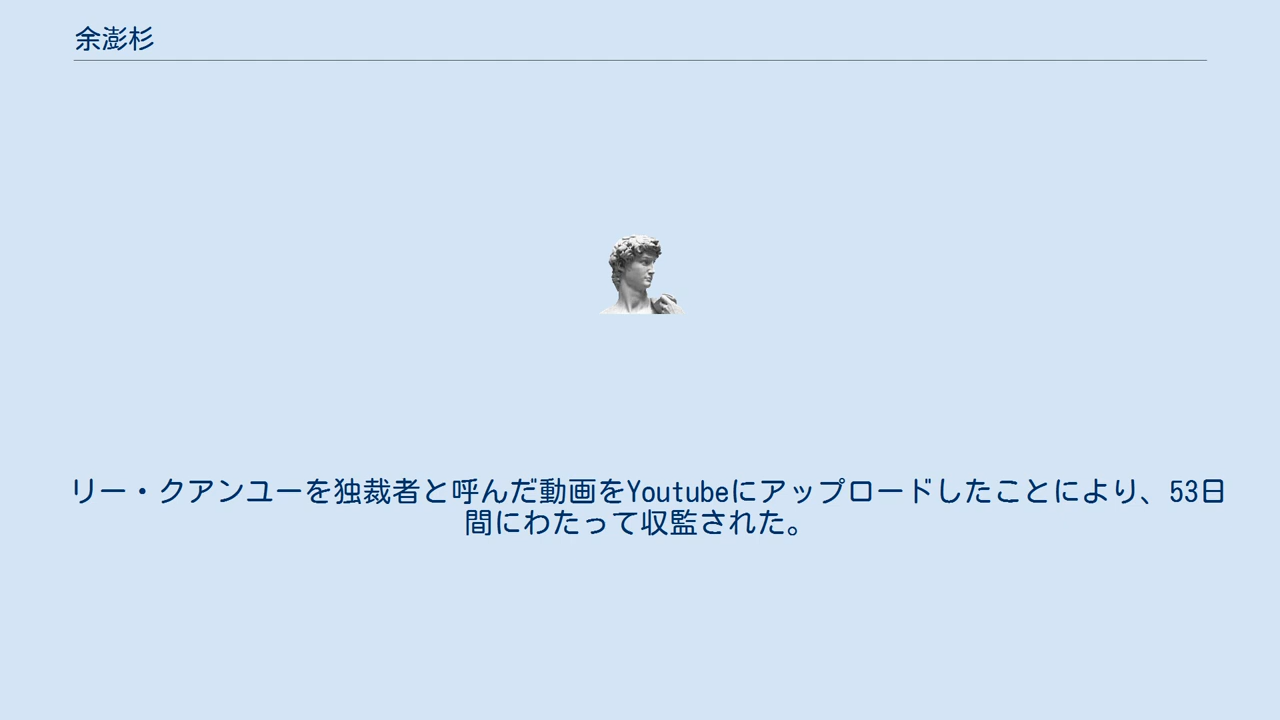 余澎杉
リー・クアンユーを独裁者と呼んだ動画をYoutubeにアップロードしたことにより、53日
間にわたって収監された。